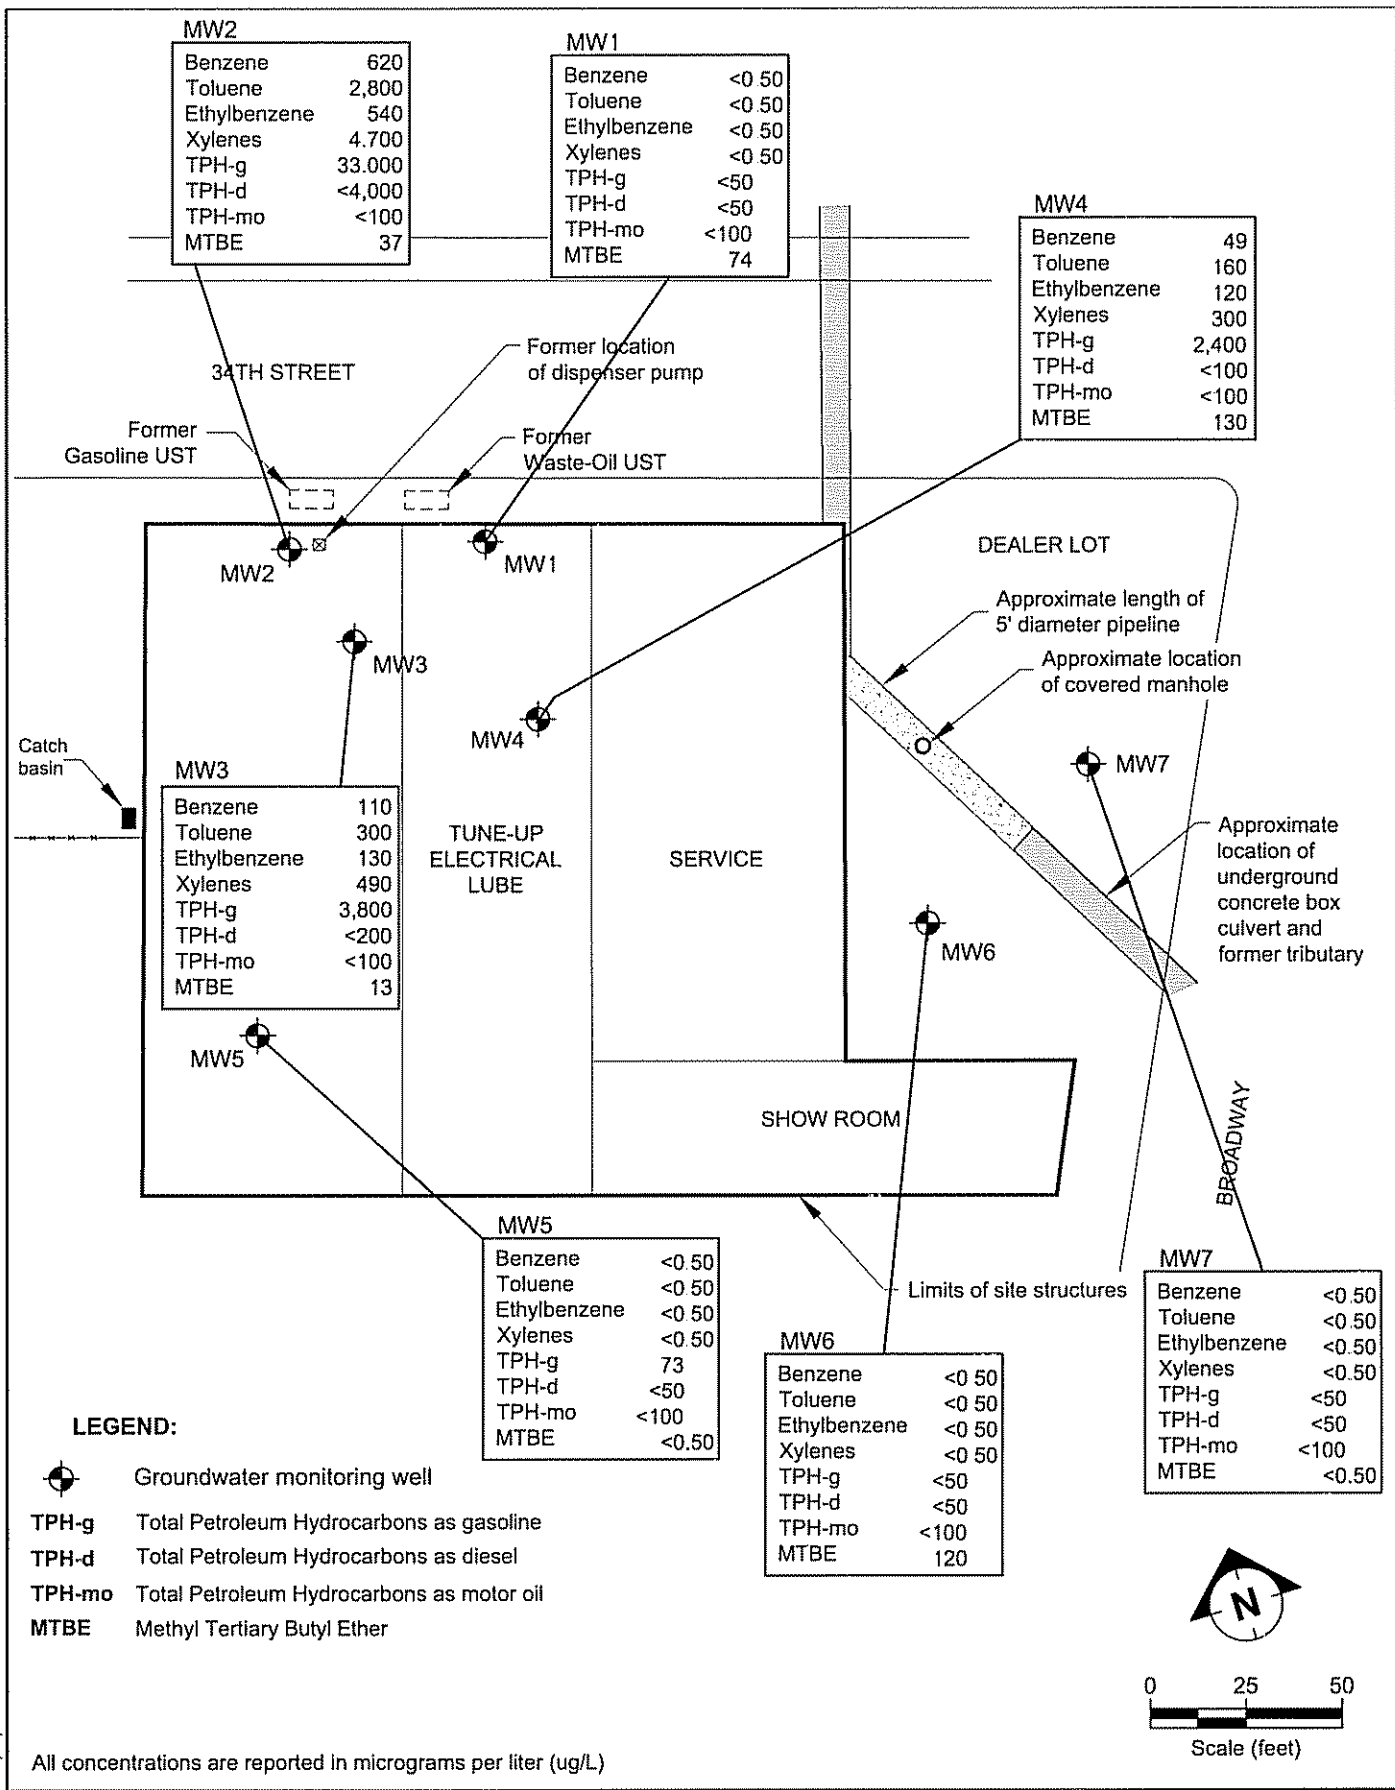 MW2
Benzene 620
Toluene 2,800
Ethylbenzene 540
Xylenes 4.700
TPH-g 33.000
TPH-d <4,000
TPH-mo <100
MTBE 37
MW1
Benzene <0 50
Toluene <0 50
Ethylbenzene <0 50
Xylenes <0 50
TPH-g <50
TPH-d <50
TPH-mo <100
MTBE 74
MW4
Benzene 49
Toluene 160
Ethylbenzene 120
Xylenes 300
TPH-g 2,400
TPH-d <100
TPH-mo <100
MTBE 130
34TH STREET
Former location
of dispenser pump
Former
Gasoline UST
Former
Waste-Oil UST
MW2
MW1
DEALER LOT
Approximate length of
5' diameter pipeline
Approximate location
of covered manhole
MW3
MW4
MW7
Catch
basin
MW3
Benzene 110
Toluene 300
Ethylbenzene 130
Xylenes 490
TPH-g 3,800
TPH-d <200
TPH-mo <100
MTBE 13
TUNE-UP
ELECTRICAL
LUBE
SERVICE
Approximate
location of
underground
concrete box
culvert and
former tributary
MW6
MW5
SHOW ROOM
BROADWAY
MW5
Benzene <0 50
Toluene <0 50
Ethylbenzene <0 50
Xylenes <0 50
TPH-g 73
TPH-d <50
TPH-mo <100
MTBE <0.50
Limits of site structures
MW6
Benzene <0 50
Toluene <0 50
Ethylbenzene <0 50
Xylenes <0 50
TPH-g <50
TPH-d <50
TPH-mo <100
MTBE 120
MW7
Benzene <0.50
Toluene <0.50
Ethylbenzene <0.50
Xylenes <0.50
TPH-g <50
TPH-d <50
TPH-mo <100
MTBE <0.50
LEGEND:
Groundwater monitoring well
TPH-g Total Petroleum Hydrocarbons as gasoline
TPH-d Total Petroleum Hydrocarbons as diesel
TPH-mo Total Petroleum Hydrocarbons as motor oil
MTBE Methyl Tertiary Butyl Ether
N
0 25 50
Scale (feet)
All concentrations are reported in micrograms per liter (ug/L)